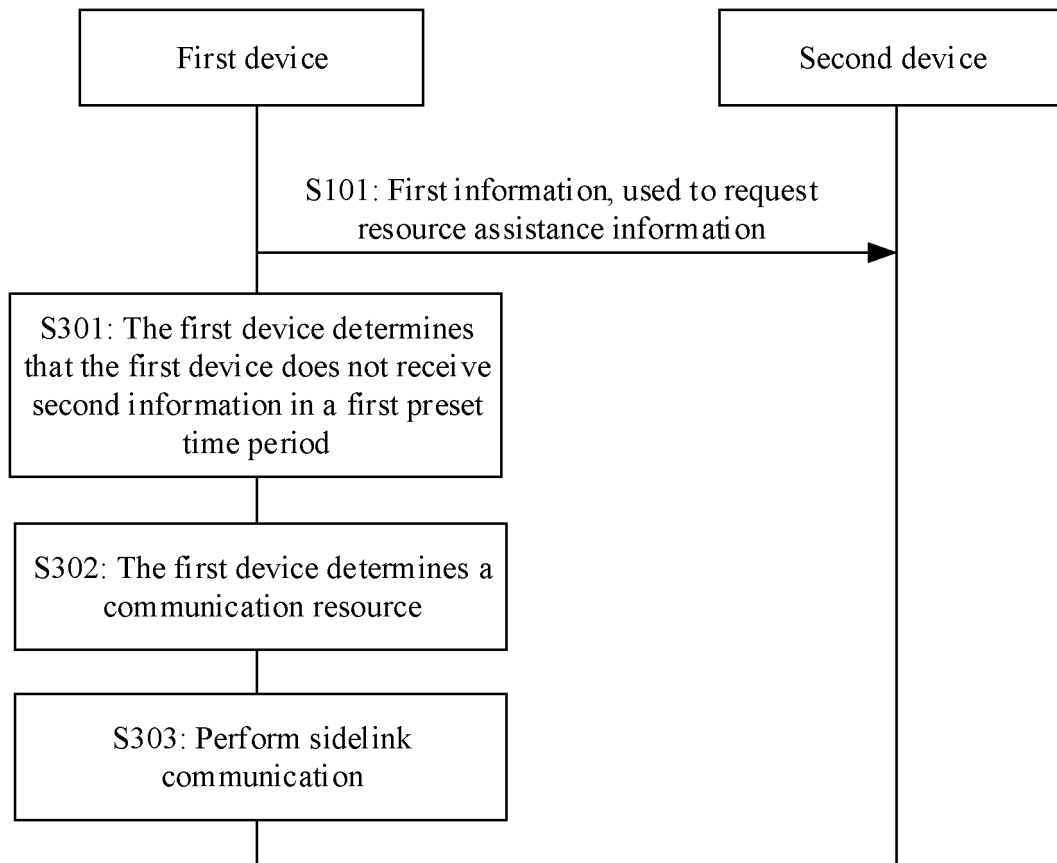 First device
Second device
S101: First information, used to request
resource assistance information
S301: The first device determines
that the first device does not receive
second information in a first preset
time period
S302: The first device determines a
communication resource
S303: Perform sidelink
communication